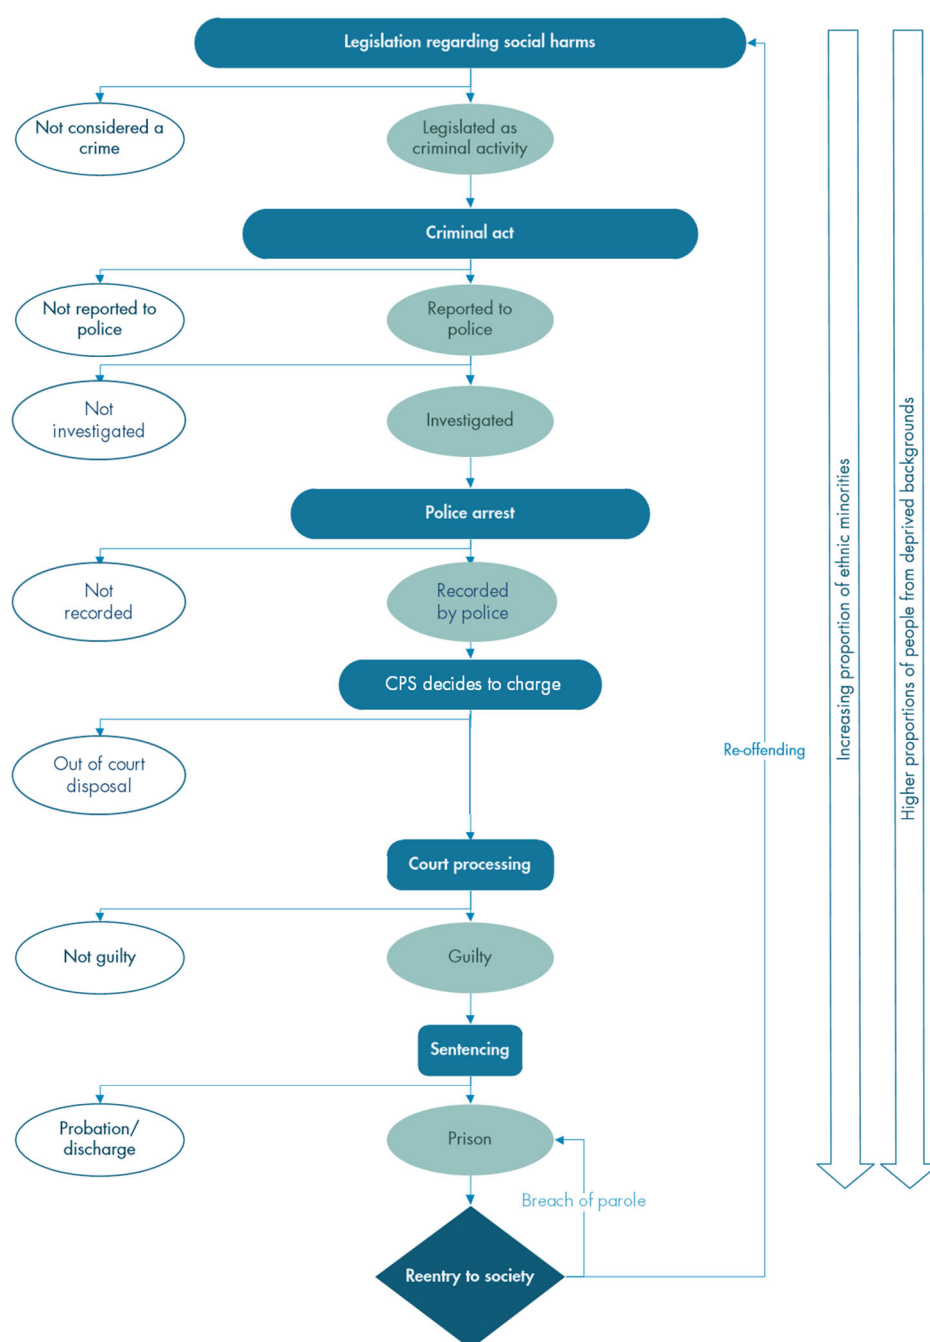 Legislation regarding social harms
Not considered a
crime
Legislated as
criminal activity
Criminal act
Not reported to
police
Reported to
police
Not
investigated
Investigated
Police arrest
Not
recorded
Recorded
by police
CPS decides to charge
Out of court
disposal
Court processing
Not guilty
Guilty
Sentencing
Probation/
discharge
Prison
Breach of parole
Reentry to society
Re-offending
Increasing proportion of ethnic minorities
Higher proportions of people from deprived backgrounds